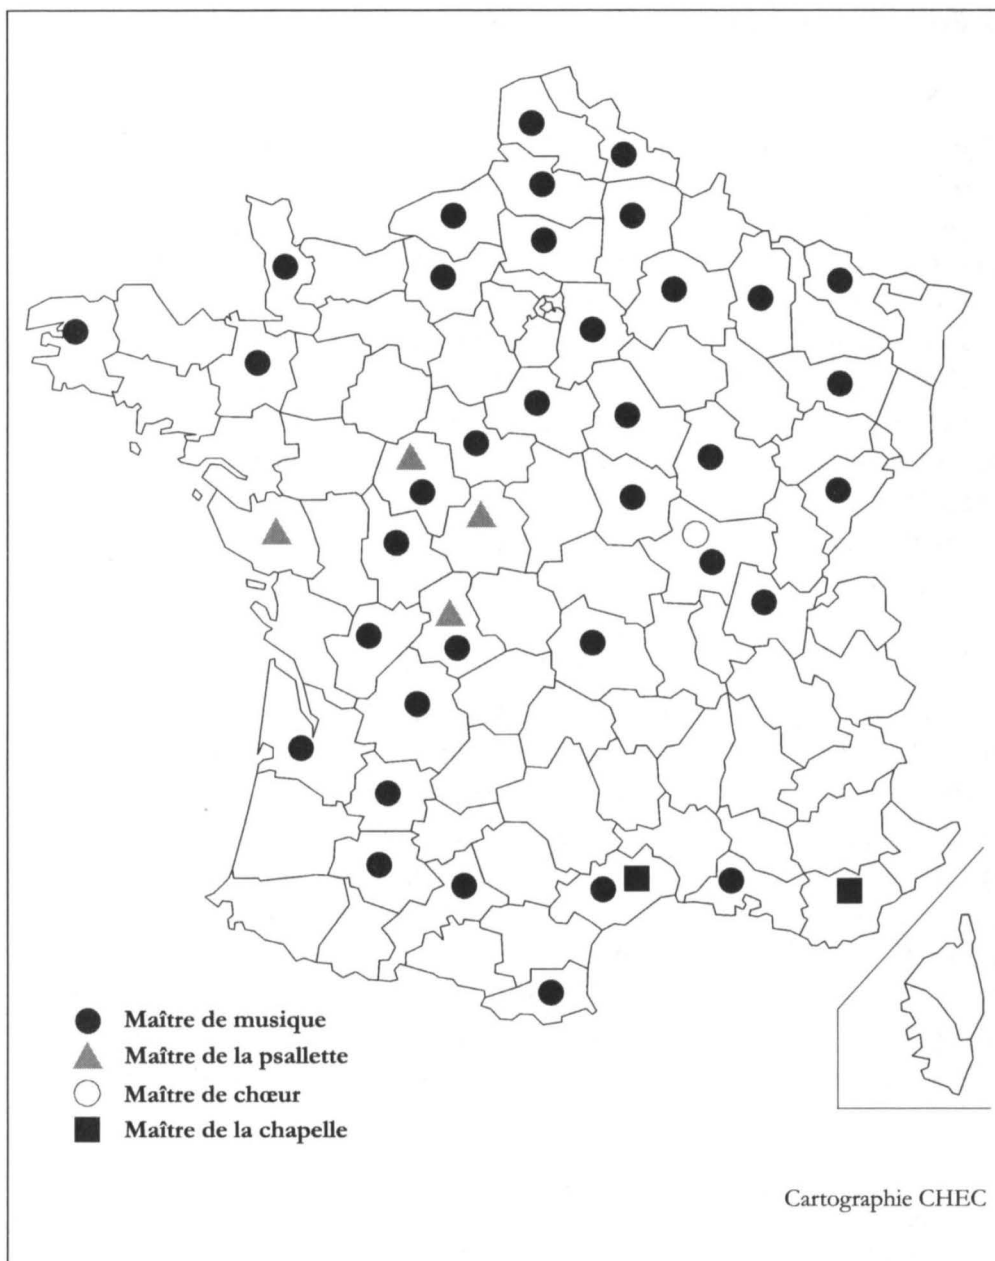 Maître de musique
Maître de la psallette
Maître de chœur
Maître de la chapelle
Cartographie CHEC